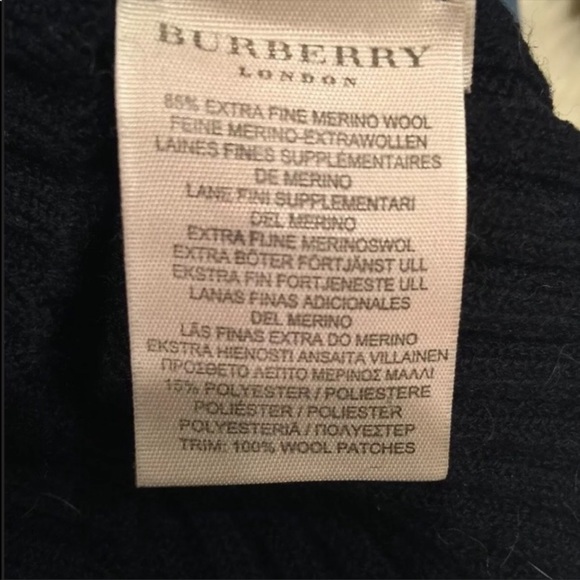 BURBERRY
LONDON
85% EXTRA FINE MERINO WOOL
FEINE MERINO-EXTRAWOLLEN
LAINES FINES SUPPLÉMENTAIRES
DE MERINO
LANE FINI SUPPLEMENTARI
DEL MERINO
EXTRA FIJNE MERINOSWOL
EXTRA BÖTER FÖRTJÄNST ULL
EKSTRA FIN FORTJENESTE ULL
LANAS FINAS ADICIONALES
DEL MERINO
LÃS FINAS EXTRA DO MERINO
EKSTRA HIENOSTI ANSAITA VILLAINEN
ΠΡΟΣΘΕΤΟ ΛΕΠΤΟ ΜΕΡΙΝΟΣ ΜΑΛΛΙ
15% POLYESTER / POLIESTERE
POLIÉSTER / POLIESTER
POLYESTERIA / ΠΟΛΥΕΣΤΕΡ
TRIM: 100% WOOL PATCHES